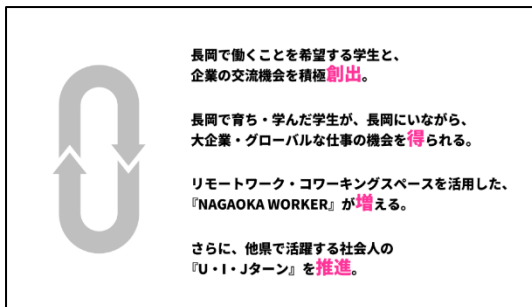 長岡で働くことを希望する学生と、
企業の交流機会を積極創出。
長岡で育ち・学んだ学生が、長岡にいながら、
大企業・グローバルな仕事の機会を得られる。
リモートワーク・コワーキングスペースを活用した、
『NAGAOKA WORKER』が増える。
さらに、他県で活躍する社会人の
『U・I・Jターン』を推進。